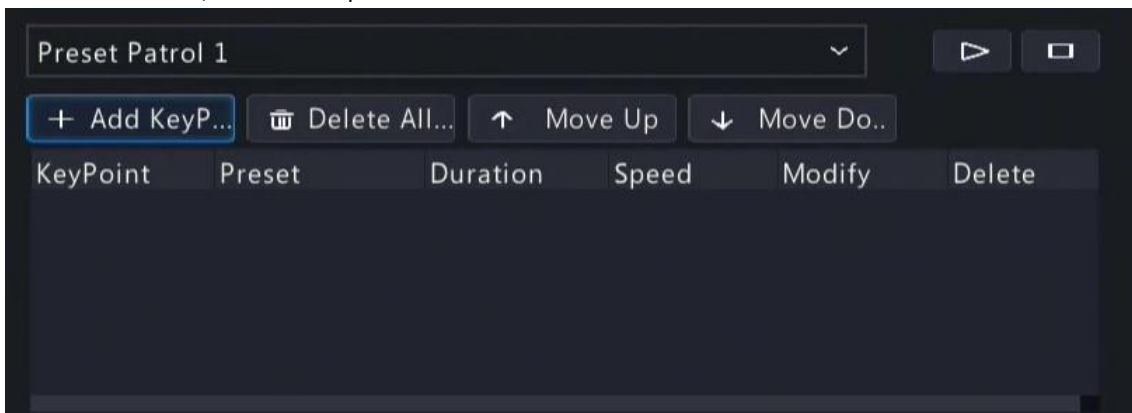 Preset Patrol 1
+ Add KeyP... Delete All... ↑ Move Up ↓ Move Do..
KeyPoint Preset Duration Speed Modify Delete